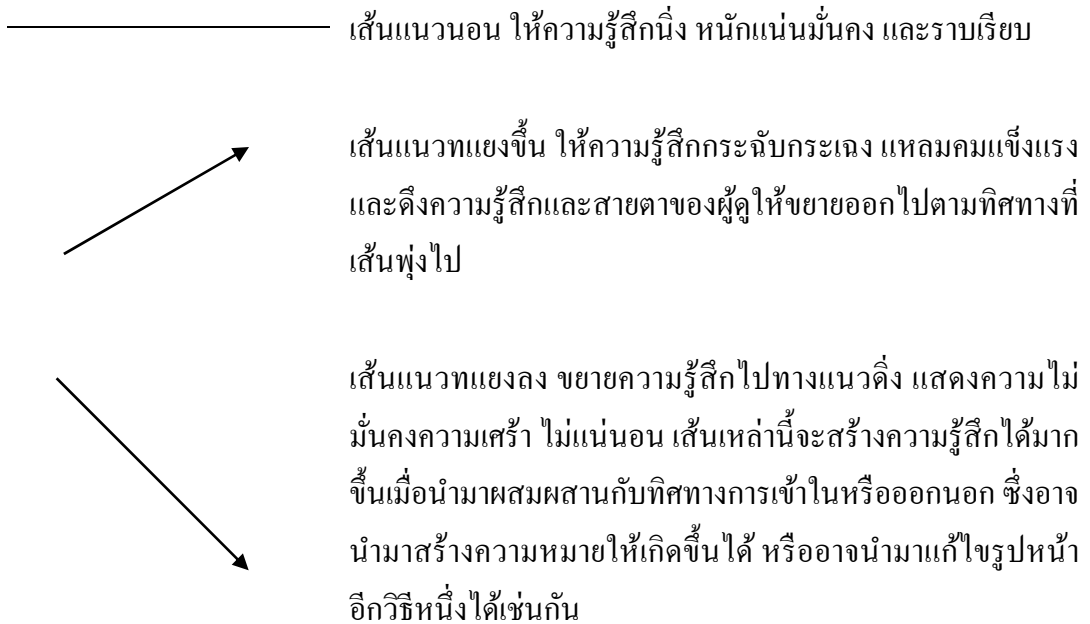 เส้นแนวนอน ให้ความรู้สึกนิ่ง หนักแน่นมั่นคง และราบเรียบ
เส้นแนวทแยงขึ้น ให้ความรู้สึกกระฉับกระเฉง แหลมคมแข็งแรง
และดึงความรู้สึกและสายตาของผู้ดูให้ขยายออกไปตามทิศทางที่
เส้นพุ่งไป
เส้นแนวทแยงลง ขยายความรู้สึกไปทางแนวดิ่ง แสดงความไม่
มั่นคงความเศร้า ไม่แน่นอน เส้นเหล่านี้จะสร้างความรู้สึกได้มาก
ขึ้นเมื่อนำมาผสมผสานกับทิศทางการเข้าในหรือออกนอก ซึ่งอาจ
นำมาสร้างความหมายให้เกิดขึ้นได้ หรืออาจนำมาแก้ไขรูปหน้า
อีกวิธีหนึ่งได้เช่นกัน